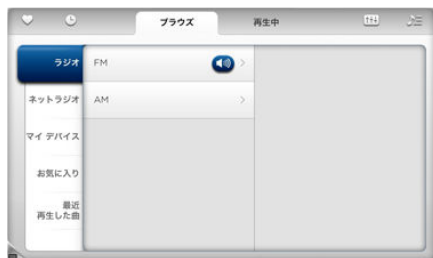 ブラウズ
再生中
ラジオ
FM
ネットラジオ
AM
マイ デバイス
お気に入り
最近
再生した曲